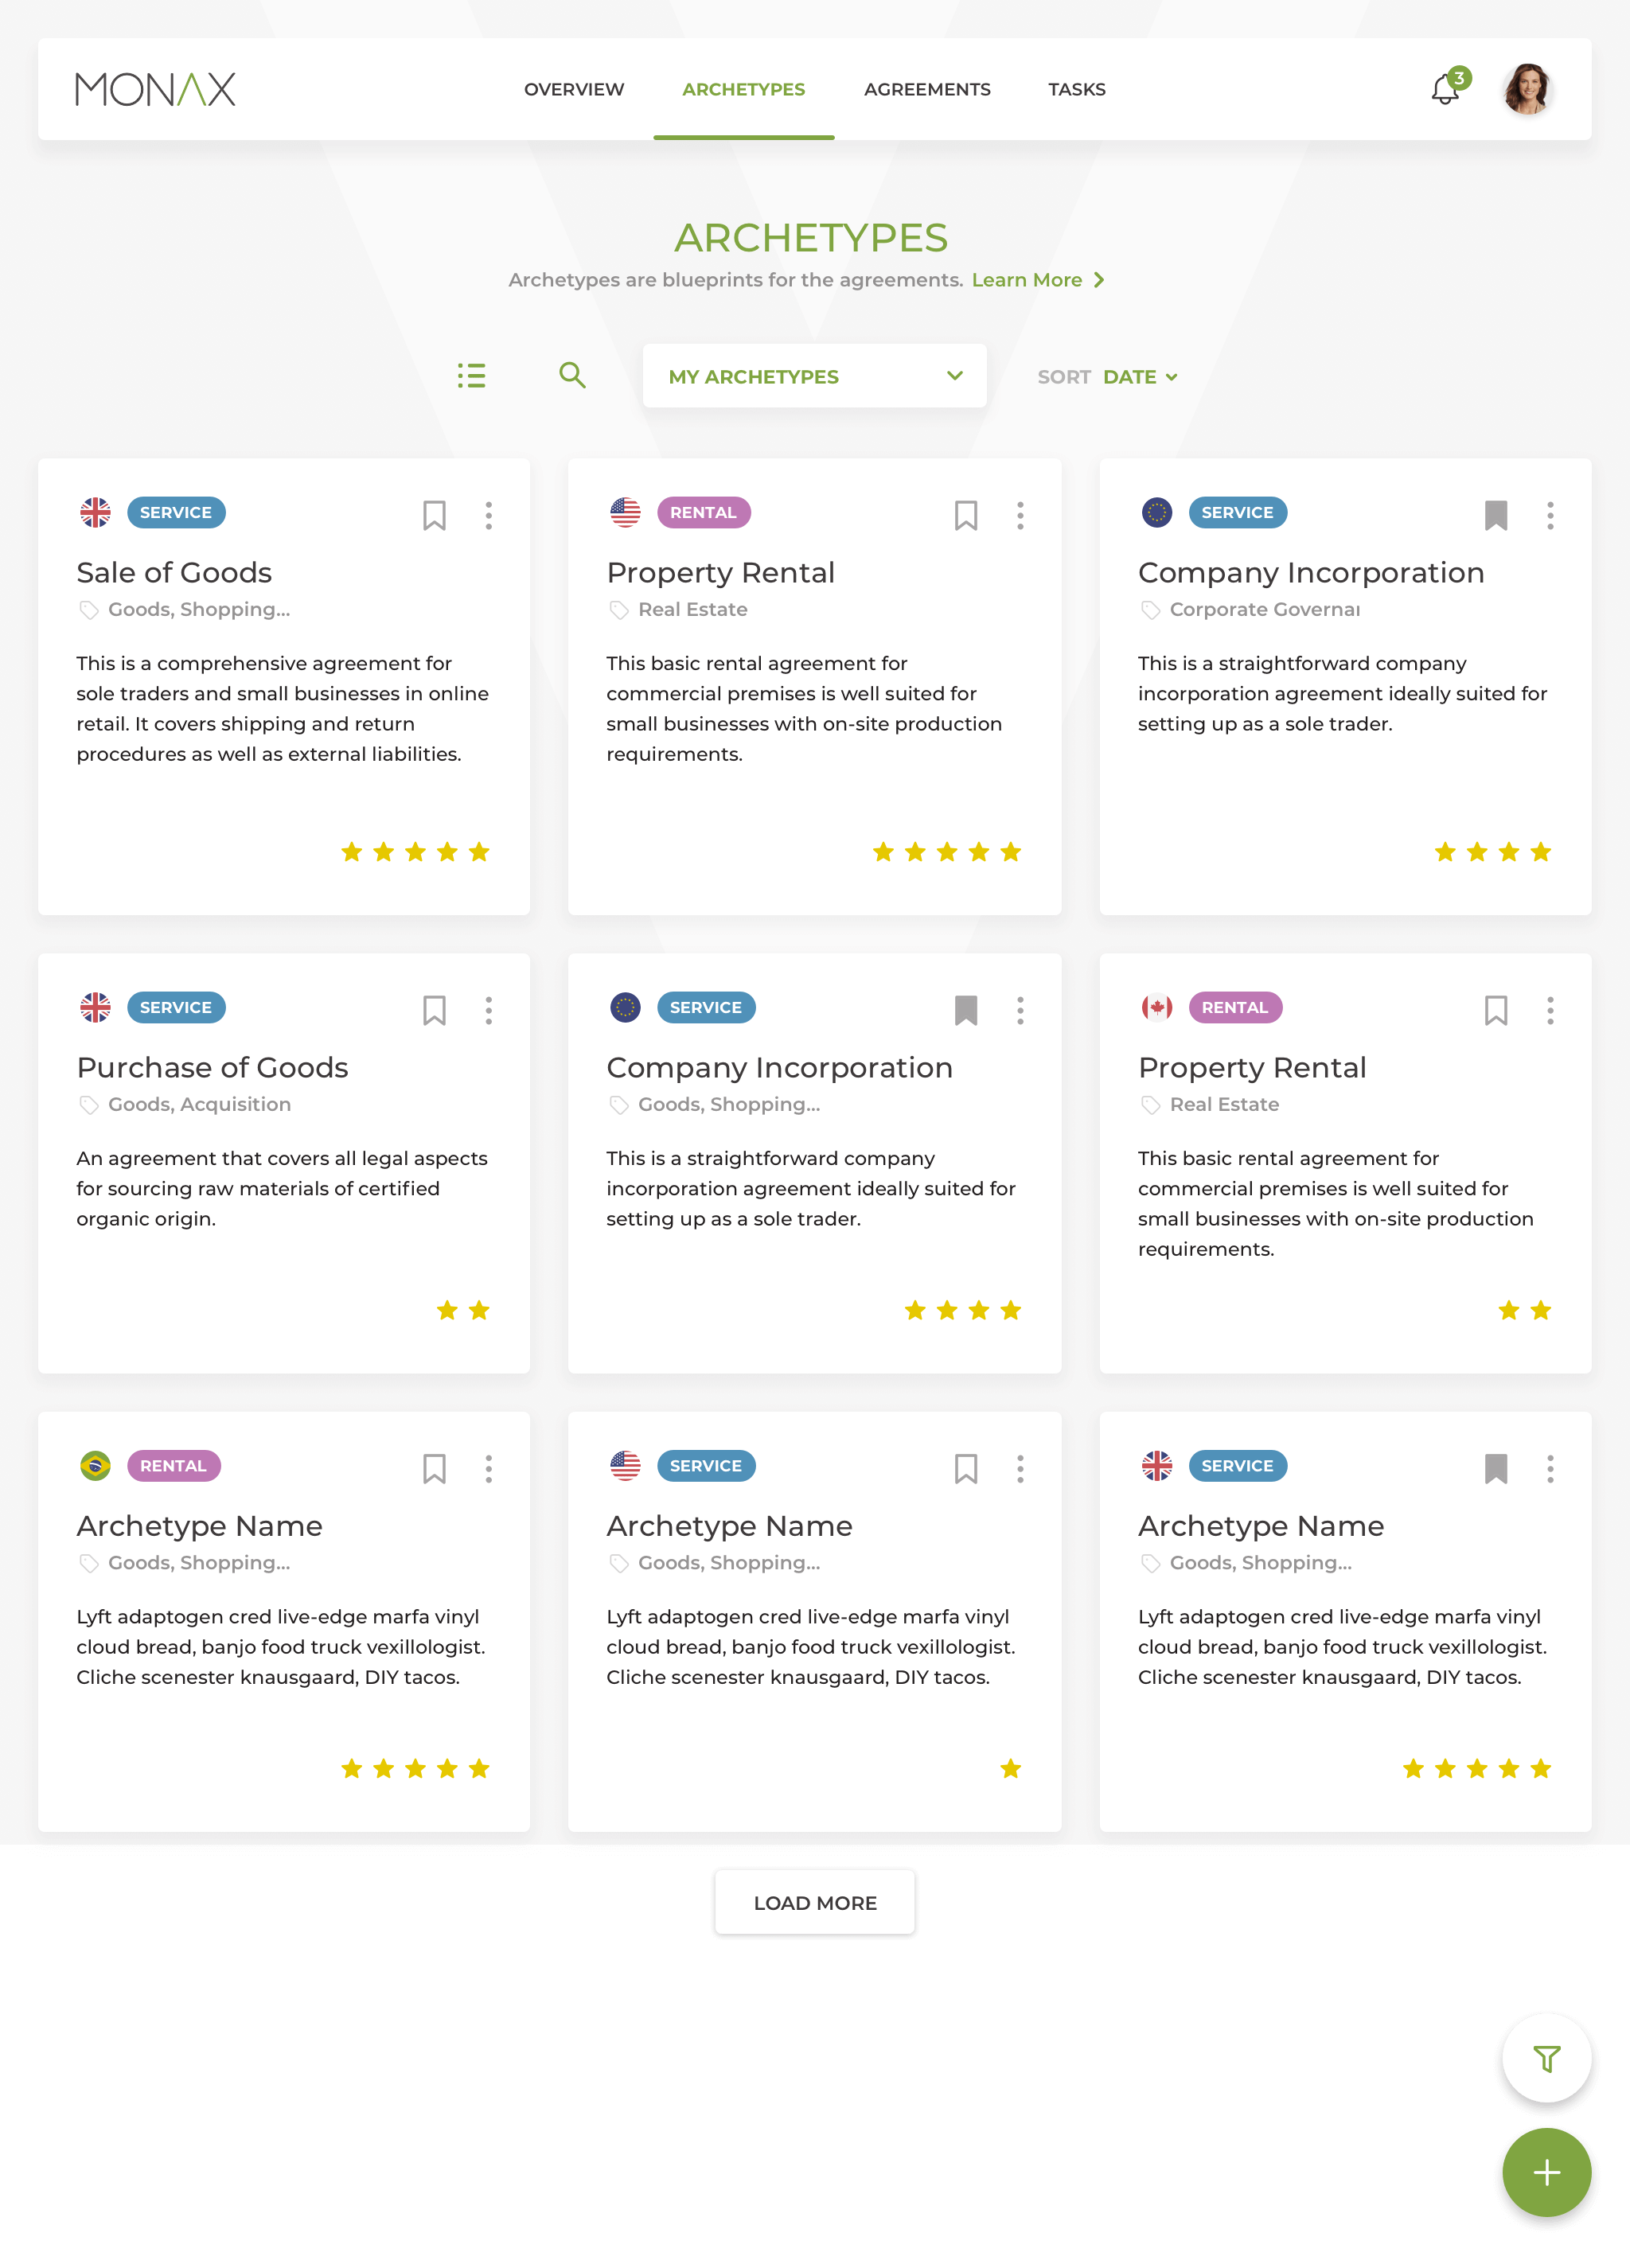 MONAX
OVERVIEW
ARCHETYPES
AGREEMENTS
TASKS
3
ARCHETYPES
Archetypes are blueprints for the agreements. Learn More
MY ARCHETYPES
SORT DATE
SERVICE
Sale of Goods
Goods, Shopping...
This is a comprehensive agreement for
sole traders and small businesses in online
retail. It covers shipping and return
procedures as well as external liabilities.
RENTAL
Property Rental
Real Estate
This basic rental agreement for
commercial premises is well suited for
small businesses with on-site production
requirements.
SERVICE
Company Incorporation
Corporate
This is a straightforward company
incorporation agreement ideally suited for
setting up as a sole trader.
SERVICE
Purchase of Goods
Goods, Acquisition
An agreement that covers all legal aspects
for sourcing raw materials of certified
organic origin.
SERVICE
Company Incorporation
Goods, Shopping...
This is a straightforward company
incorporation agreement ideally suited for
setting up as a sole trader.
RENTAL
Property Rental
Real Estate
This basic rental agreement for
commercial premises is well suited for
small businesses with on-site production
requirements.
RENTAL
Archetype Name
Goods, Shopping...
Lyft adaptogen cred live-edge marfa vinyl
cloud bread, banjo food truck vexillologist.
Cliche scenester knausgaard, DIY tacos.
SERVICE
Archetype Name
Goods, Shopping...
Lyft adaptogen cred live-edge marfa vinyl
cloud bread, banjo food truck vexillologist.
Cliche scenester knausgaard, DIY tacos.
SERVICE
Archetype Name
Goods, Shopping...
Lyft adaptogen cred live-edge marfa vinyl
cloud bread, banjo food truck vexillologist.
Cliche scenester knausgaard, DIY tacos.
LOAD MORE